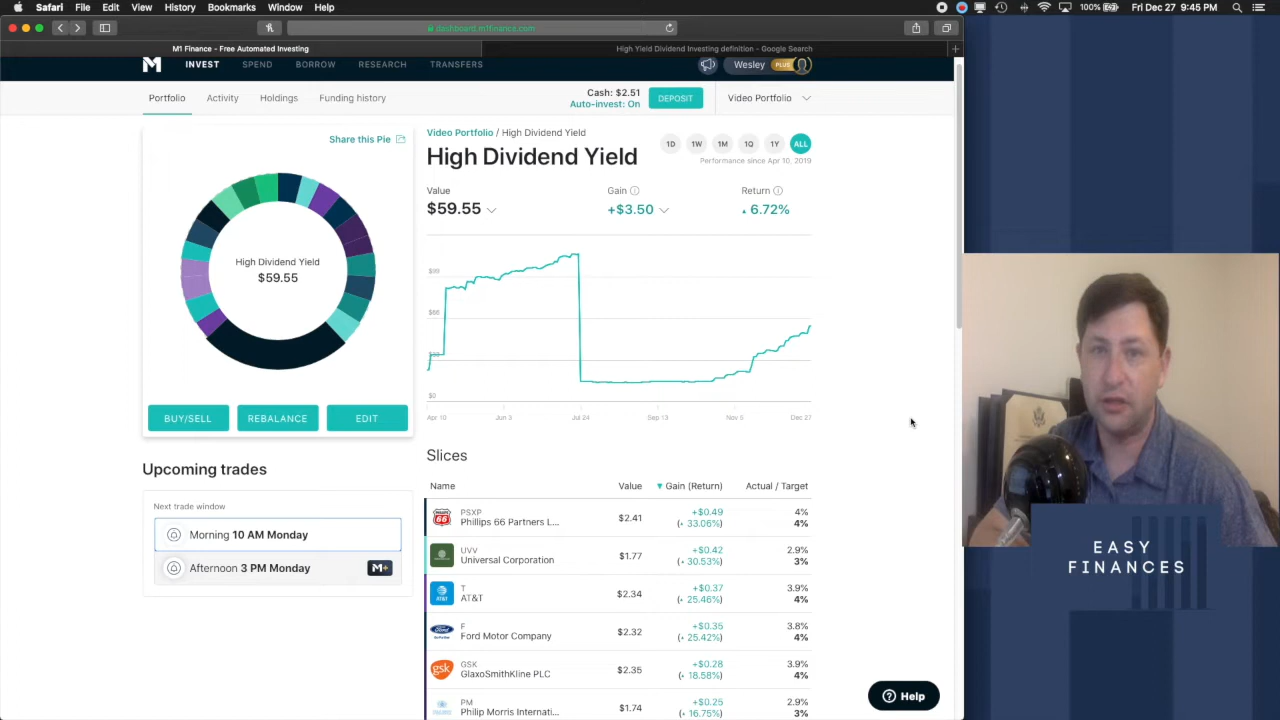 Safari File Edit View History Bookmarks Window Help 100% Fri Dec 27 9:45 PM
dashboard.m1finance.com
M1 Finance - Free Automated Investing High Yield Dividend Investing definition - Google Search
M1 INVEST SPEND BORROW RESEARCH TRANSFERS Wesley PLUS
Portfolio Activity Holdings Funding history Cash: $2.51 DEPOSIT Video Portfolio
Auto-invest: On
Share this Pie
Video Portfolio / High Dividend Yield
High Dividend Yield
1D 1W 1M 1Q 1Y ALL
Performance since Apr 10, 2019
Value Gain Return
$59.55 +$3.50 6.72%
High Dividend Yield
$59.55
$99
$66
$33
$0
Apr 10 Jun 3 Jul 24 Sep 13 Nov 5 Dec 27
BUY/SELL REBALANCE EDIT
Upcoming trades
Next trade window
Morning 10 AM Monday
Afternoon 3 PM Monday M+
Slices
Name Value Gain (Return) Actual / Target
PSXP
Phillips 66 Partners L...
$2.41
+$0.49
(33.06%)
4%
4%
UVV
Universal Corporation
$1.77
+$0.42
(30.53%)
2.9%
3%
T
AT&T
$2.34
+$0.37
(25.46%)
3.9%
4%
F
Ford Motor Company
$2.32
+$0.35
(25.42%)
3.8%
4%
gsk
GSK
GlaxoSmithKline PLC
$2.35
+$0.28
(18.58%)
3.9%
4%
PM
Philip Morris Internati...
$1.74
+$0.25
(16.75%)
2.9%
3%
Help
EASY
FINANCES